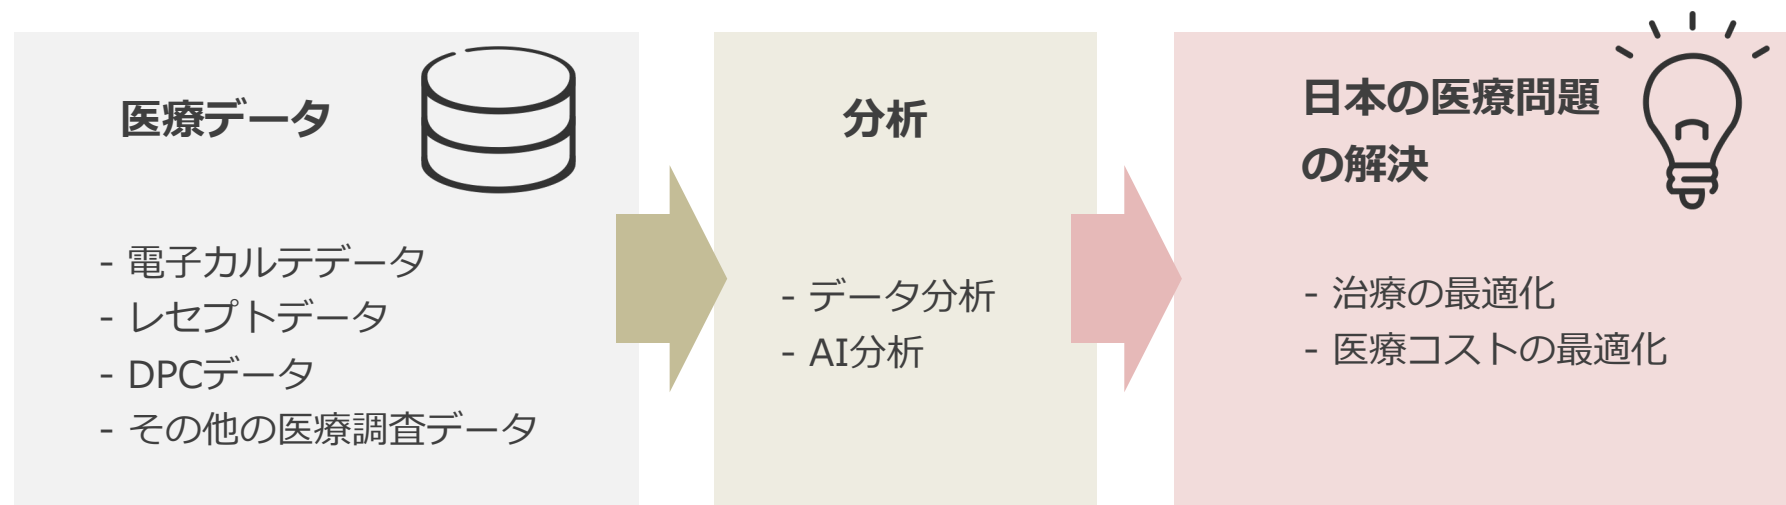 医療データ
- 電子カルテデータ
- レセプトデータ
- DPCデータ
- その他の医療調査データ
分析
- データ分析
- AI分析
日本の医療問題
の解決
- 治療の最適化
- 医療コストの最適化